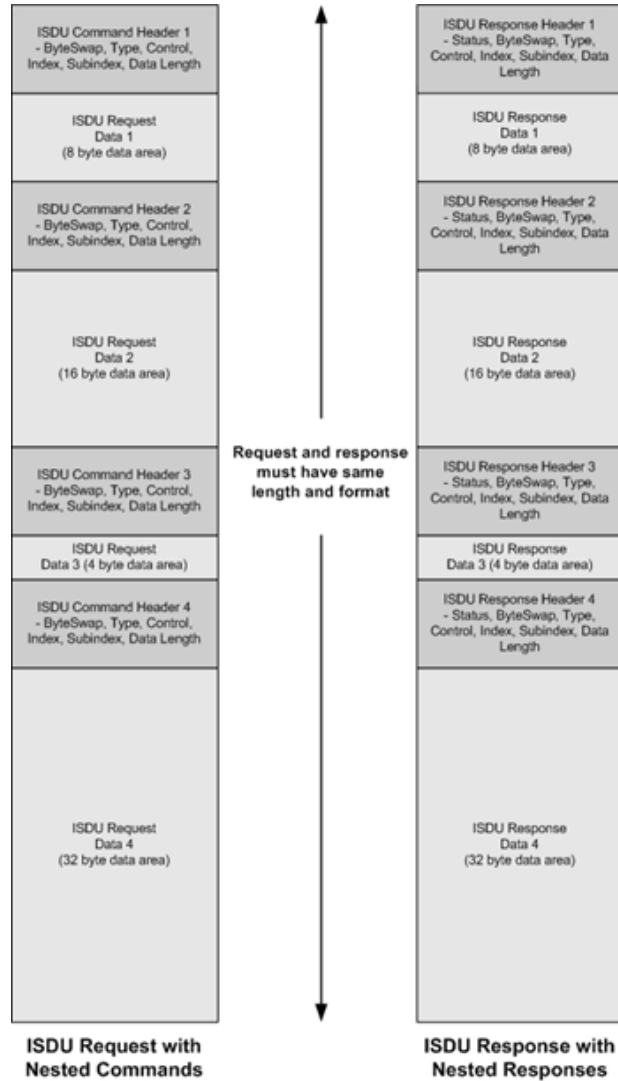 ISDU Command Header 1
- ByteSwap, Type, Control,
Index, Subindex, Data Length
ISDU Request
Data 1
(8 byte data area)
ISDU Command Header 2
- ByteSwap, Type, Control,
Index, Subindex, Data Length
ISDU Request
Data 2
(16 byte data area)
ISDU Command Header 3
- ByteSwap, Type, Control,
Index, Subindex, Data Length
ISDU Request
Data 3 (4 byte data area)
ISDU Command Header 4
- ByteSwap, Type, Control,
Index, Subindex, Data Length
ISDU Request
Data 4
(32 byte data area)
ISDU Request with
Nested Commands
Request and response
must have same
length and format
ISDU Response Header 1
- Status, ByteSwap, Type,
Control, Index, Subindex, Data
Length
ISDU Response
Data 1
(8 byte data area)
ISDU Response Header 2
- Status, ByteSwap, Type,
Control, Index, Subindex, Data
Length
ISDU Response
Data 2
(16 byte data area)
ISDU Response Header 3
- Status, ByteSwap, Type,
Control, Index, Subindex, Data
Length
ISDU Response
Data 3 (4 byte data area)
ISDU Response Header 4
- Status, ByteSwap, Type,
Control, Index, Subindex, Data
Length
ISDU Response
Data 4
(32 byte data area)
ISDU Response with
Nested Responses